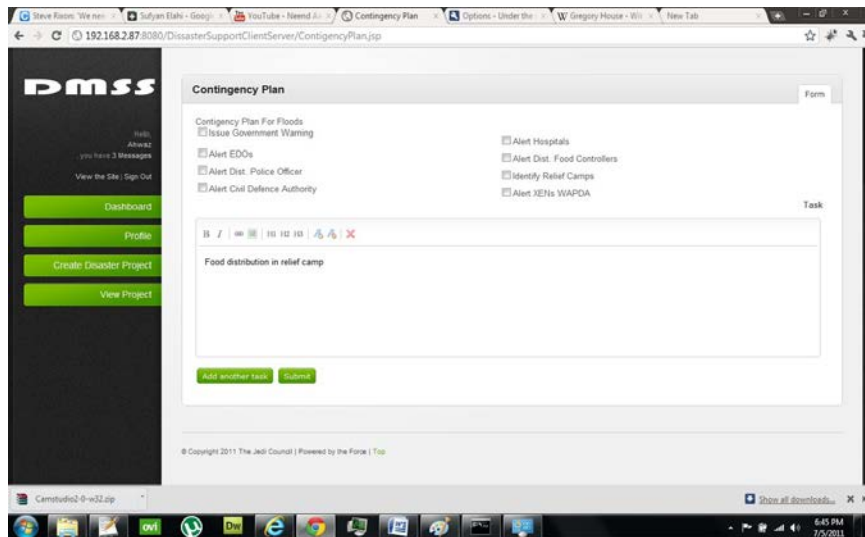 Steve Rixon: We nee
Sufyan Elahi - Googl
YouTube - Neend A
Contingency Plan
Options - Under the
Gregory House - Wi
New Tab
192.168.2.87:8080/DissasterSupportClientServer/ContigencyPlan.jsp
DMSS
Hello,
Ahwaz
you have 3 Messages
View the Site | Sign Out
Dashboard
Profile
Create Disaster Project
View Project
Contingency Plan
Form
Contigency Plan For Floods
Issue Government Warning
Alert EDOs
Alert Dist. Police Officer
Alert Civil Defence Authority
Alert Hospitals
Alert Dist. Food Controllers
Identify Relief Camps
Alert XENs WAPDA
Task
B I H1 H2 H3
Food distribution in relief camp
Add another task Submit
© Copyright 2011 The Jedi Council | Powered by the Force | Top
Camstudio2-0-w32.zip
Show all downloads...
ovi
Dw
6:45 PM
7/5/2011